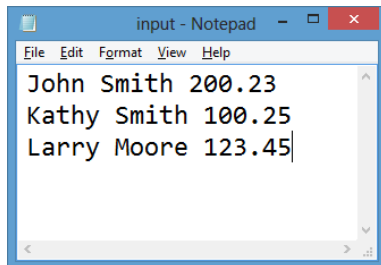 input - Notepad
File Edit Format View Help
John Smith 200.23
Kathy Smith 100.25
Larry Moore 123.45